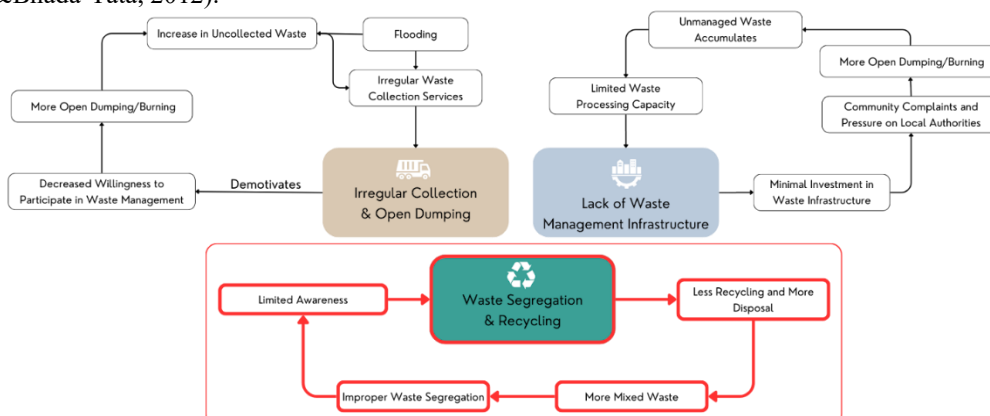 &Bhada-Tata, 2012).
Increase in Uncollected Waste
Flooding
Irregular Waste
Collection Services
More Open Dumping/Burning
Decreased Willingness to
Participate in Waste Management
Demotivates
Irregular Collection
& Open Dumping
Unmanaged Waste
Accumulates
More Open Dumping/Burning
Limited Waste
Processing Capacity
Community Complaints and
Pressure on Local Authorities
Lack of Waste
Management Infrastructure
Minimal Investment in
Waste Infrastructure
Limited Awareness
Waste Segregation
& Recycling
Less Recycling and More
Disposal
Improper Waste Segregation
More Mixed Waste